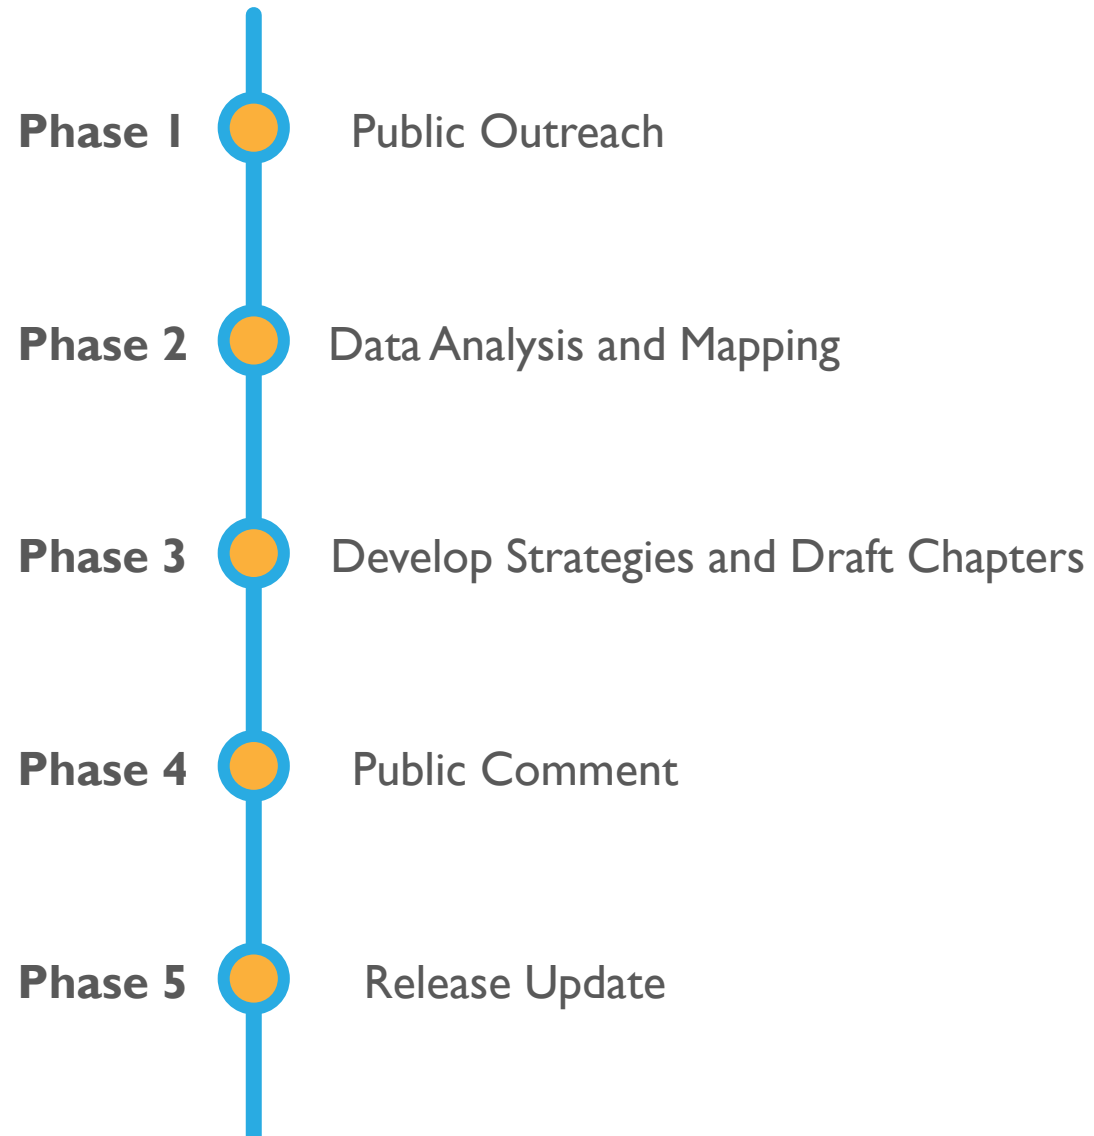 Phase 1 Public Outreach
Phase 2 Data Analysis and Mapping
Phase 3 Develop Strategies and Draft Chapters
Phase 4 Public Comment
Phase 5 Release Update